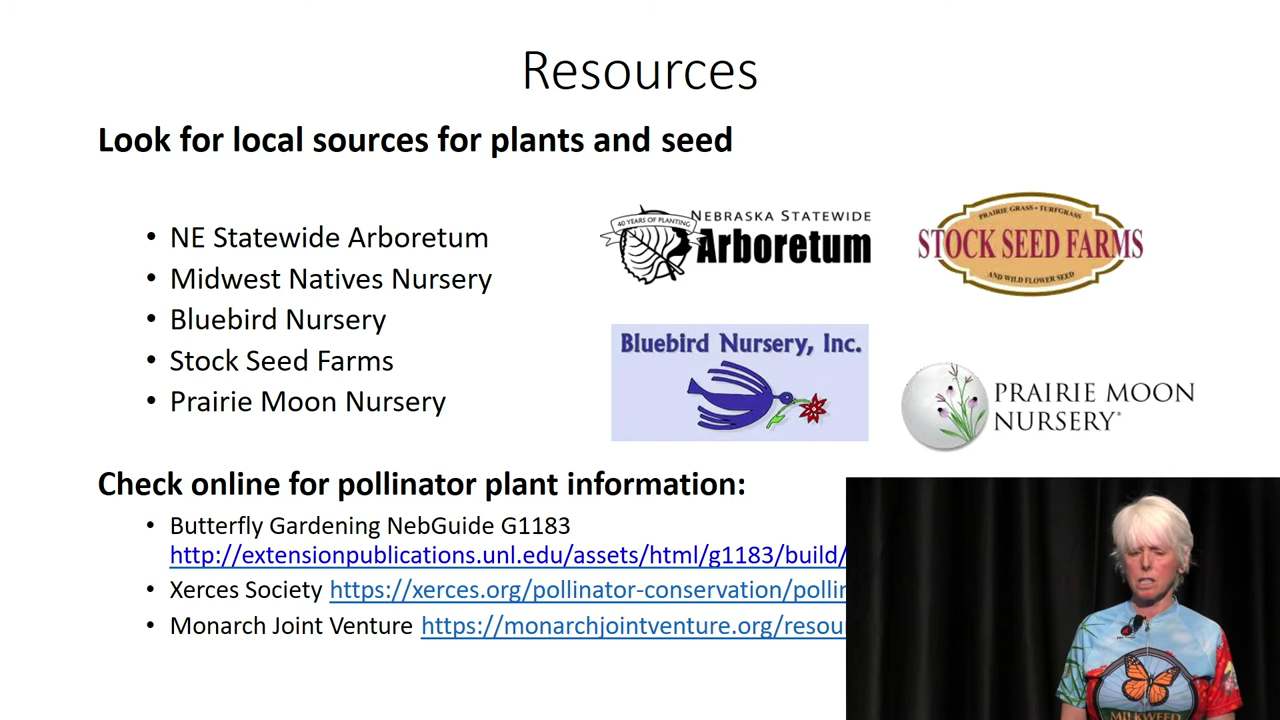 Resources
Look for local sources for plants and seed
• NE Statewide Arboretum
• Midwest Natives Nursery
• Bluebird Nursery
• Stock Seed Farms
• Prairie Moon Nursery
40 YEARS OF PLANTING
NEBRASKA STATEWIDE
Arboretum
PRAIRIE GRASS • TURFGRASS
STOCK SEED FARMS
AND WILD FLOWER SEED
Bluebird Nursery, Inc.
PRAIRIE MOON
NURSERY®
Check online for pollinator plant information:
• Butterfly Gardening NebGuide G1183
http://extensionpublications.unl.edu/assets/html/g1183/build/
• Xerces Society https://xerces.org/pollinator-conservation/pollin
• Monarch Joint Venture https://monarchjointventure.org/resou
MILKWEED